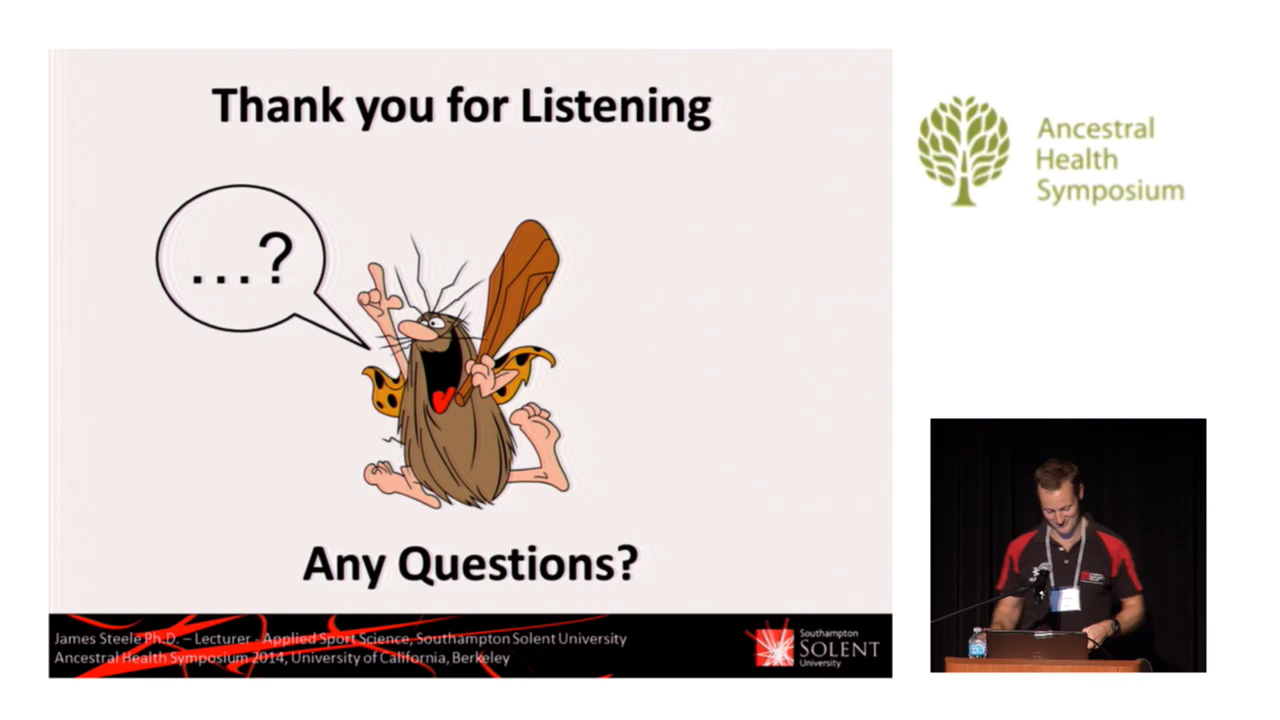 Thank you for Listening
...?
Any Questions?
James Steele Ph.D. – Lecturer - Applied Sport Science, Southampton Solent University
Ancestral Health Symposium 2014, University of California, Berkeley
Southampton
SOLENT
University
Ancestral
Health
Symposium